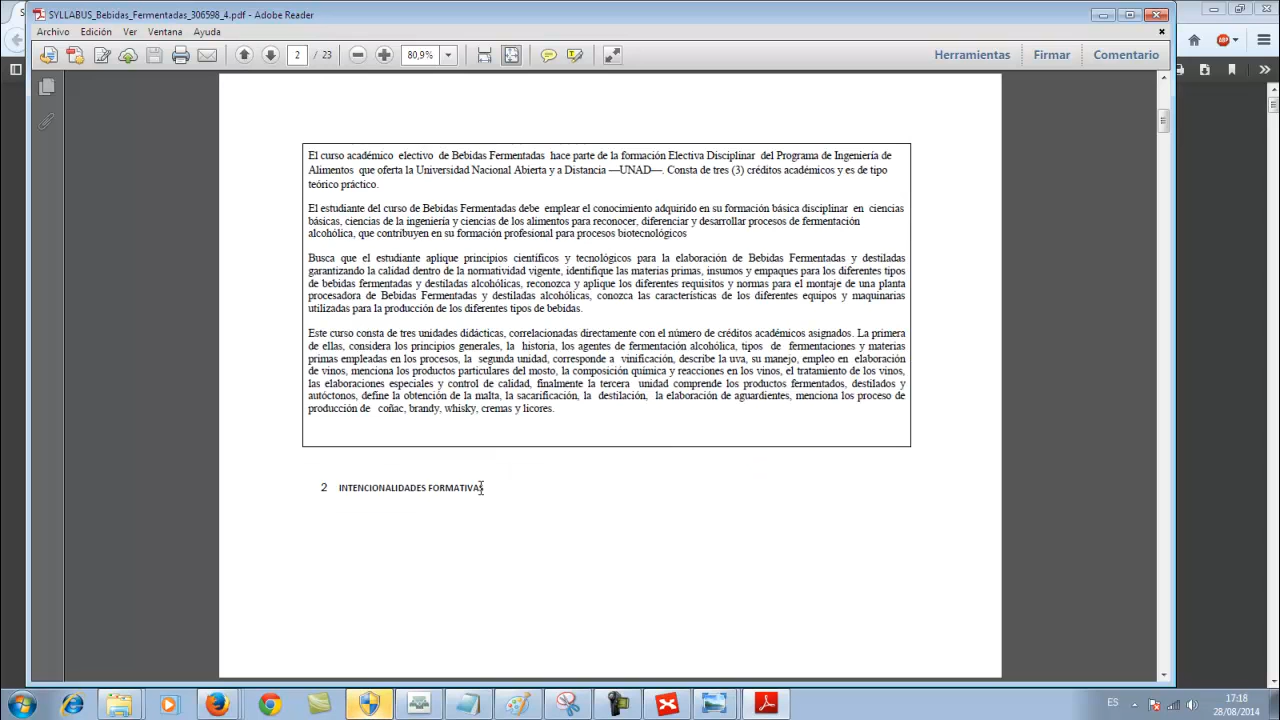 SYLLABUS_Bebidas_Fermentadas_306598_4.pdf - Adobe Reader
Archivo Edición Ver Ventana Ayuda
2 / 23 80,9% Herramientas Firmar Comentario
El curso académico electivo de Bebidas Fermentadas hace parte de la formación Electiva Disciplinar del Programa de Ingeniería de
Alimentos que oferta la Universidad Nacional Abierta y a Distancia —UNAD—. Consta de tres (3) créditos académicos y es de tipo
teórico práctico.
El estudiante del curso de Bebidas Fermentadas debe emplear el conocimiento adquirido en su formación básica disciplinar en ciencias
básicas, ciencias de la ingeniería y ciencias de los alimentos para reconocer, diferenciar y desarrollar procesos de fermentación
alcohólica, que contribuyen en su formación profesional para procesos biotecnológicos
Busca que el estudiante aplique principios científicos y tecnológicos para la elaboración de Bebidas Fermentadas y destiladas
garantizando la calidad dentro de la normatividad vigente, identifique las materias primas, insumos y empaques para los diferentes tipos
de bebidas fermentadas y destiladas alcohólicas, reconozca y aplique los diferentes requisitos y normas para el montaje de una planta
procesadora de Bebidas Fermentadas y destiladas alcohólicas, conozca las características de los diferentes equipos y maquinarias
utilizadas para la producción de los diferentes tipos de bebidas.
Este curso consta de tres unidades didácticas, correlacionadas directamente con el número de créditos académicos asignados. La primera
de ellas, considera los principios generales, la historia, los agentes de fermentación alcohólica, tipos de fermentaciones y materias
primas empleadas en los procesos, la segunda unidad, corresponde a vinificación, describe la uva, su manejo, empleo en elaboración
de vinos, menciona los productos particulares del mosto, la composición química y reacciones en los vinos, el tratamiento de los vinos,
las elaboraciones especiales y control de calidad, finalmente la tercera unidad comprende los productos fermentados, destilados y
autóctonos, define la obtención de la malta, la sacarificación, la destilación, la elaboración de aguardientes, menciona los proceso de
producción de coñac, brandy, whisky, cremas y licores.
2 INTENCIONALIDADES FORMATIVAS
ES 17:18
28/08/2014